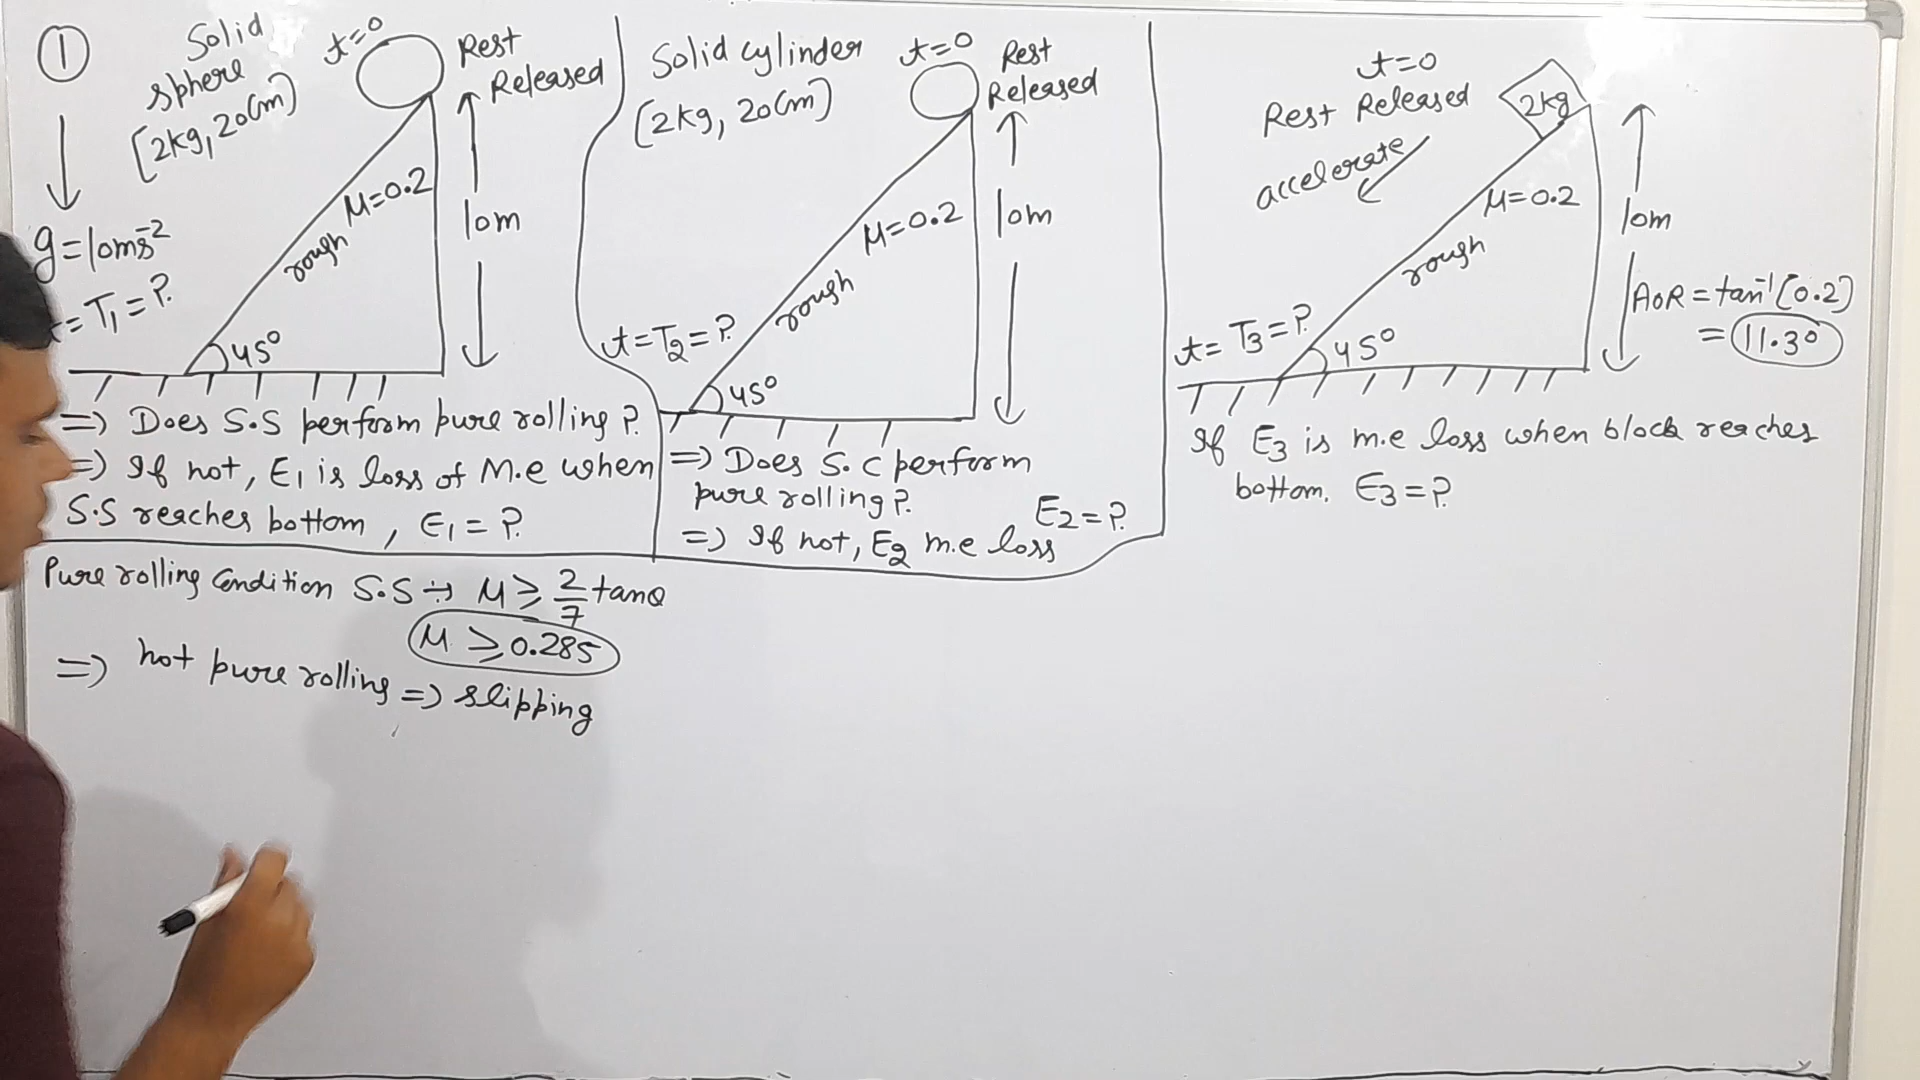 ①
Solid
sphere
[2kg, 20cm)
t=0
Rest
Released
g=10ms⁻²
t=T₁=?
μ=0.2
rough
10m
45°
=> Does S.S perform pure rolling ?
=> If not, E₁ is loss of M.e when
S.S reaches bottom, E₁ = ?
Solid cylinder
[2kg, 20cm)
t=0
Rest
Released
μ=0.2
rough
10m
t=T₂=?
45°
=> Does S.C perform
pure rolling?
E₂=?
=> If not, E₂ m.e loss
t=0
Rest Released
accelerate
2kg
μ=0.2
rough
10m
AoR = tan⁻¹(0.2)
= 11.3°
t= T₃=?
45°
If E₃ is m.e loss when block reaches
bottom. E₃=?
Pure rolling Condition S.S ÷→ μ ≥ 2/7 tanθ
μ ≥ 0.285
=> not pure rolling => slipping